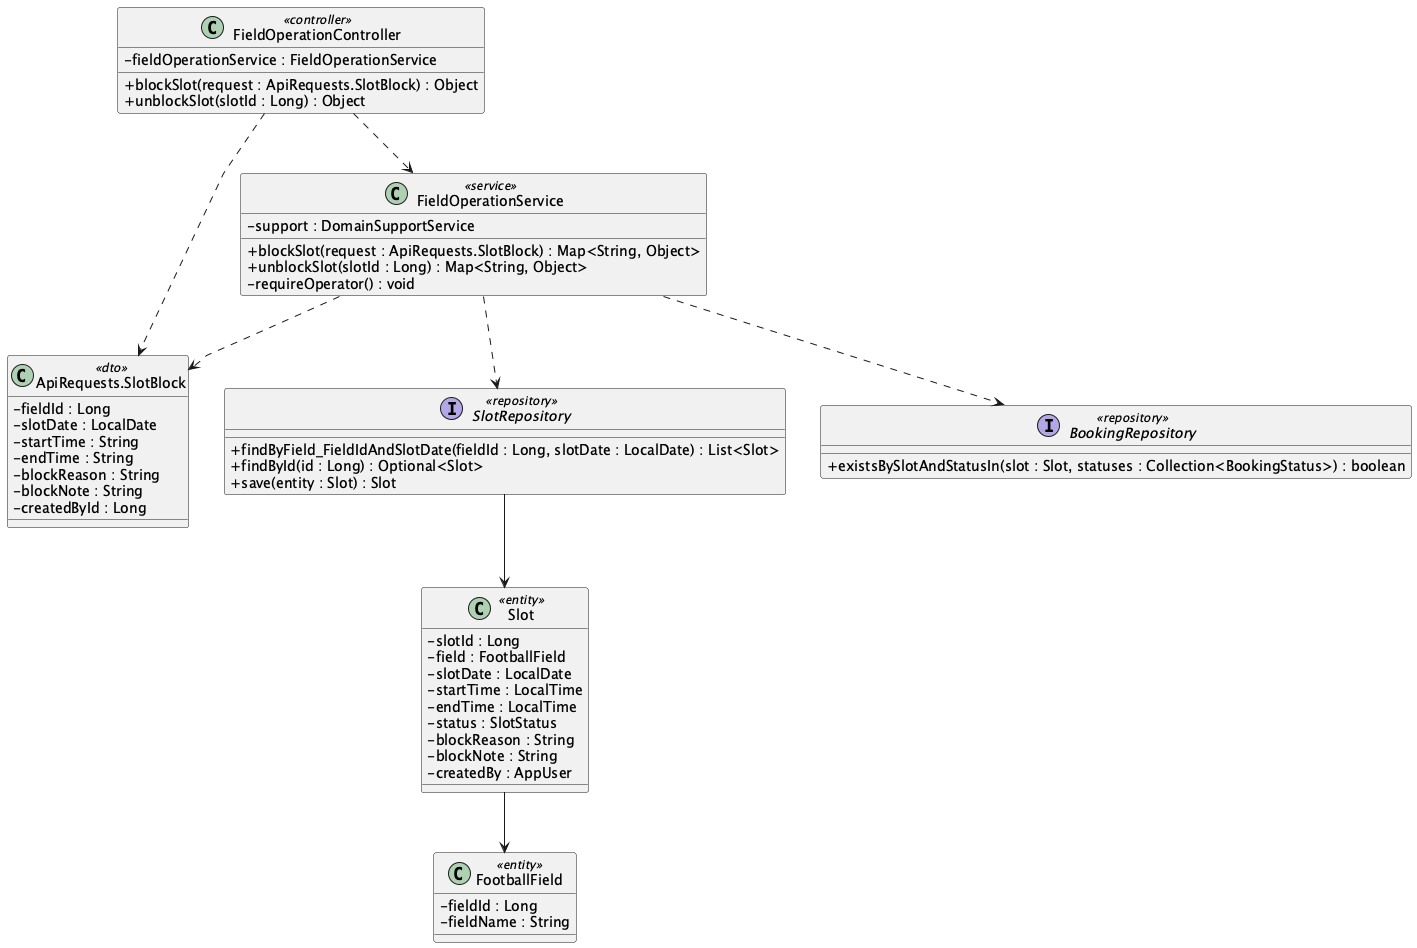 C
«controller»
FieldOperationController
-fieldOperationService : FieldOperationService
+blockSlot(request : ApiRequests.SlotBlock) : Object
+unblockSlot(slotId : Long) : Object
C
«service»
FieldOperationService
-support : DomainSupportService
+blockSlot(request : ApiRequests.SlotBlock) : Map<String, Object>
+unblockSlot(slotId : Long) : Map<String, Object>
-requireOperator() : void
C
«dto»
ApiRequests.SlotBlock
-fieldId : Long
-slotDate : LocalDate
-startTime : String
-endTime : String
-blockReason : String
-blockNote : String
-createdById : Long
I
«repository»
SlotRepository
+findByField_FieldIdAndSlotDate(fieldId : Long, slotDate : LocalDate) : List<Slot>
+findById(id : Long) : Optional<Slot>
+save(entity : Slot) : Slot
I
«repository»
BookingRepository
+existsBySlotAndStatusIn(slot : Slot, statuses : Collection<BookingStatus>) : boolean
C
«entity»
Slot
-slotId : Long
-field : FootballField
-slotDate : LocalDate
-startTime : LocalTime
-endTime : LocalTime
-status : SlotStatus
-blockReason : String
-blockNote : String
-createdBy : AppUser
C
«entity»
FootballField
-fieldId : Long
-fieldName : String